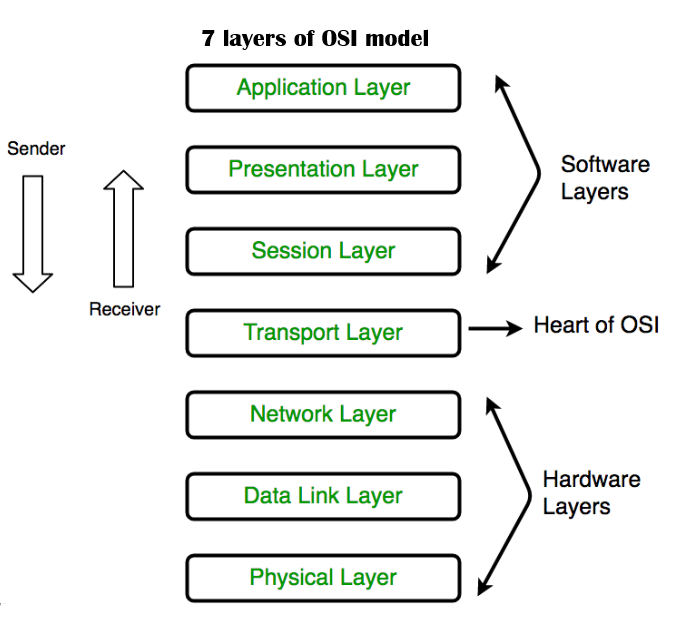 7 layers of OSI model
Application Layer
Sender
Presentation Layer
Software
Layers
Session Layer
Receiver
Transport Layer
Heart of OSI
Network Layer
Data Link Layer
Hardware
Layers
Physical Layer